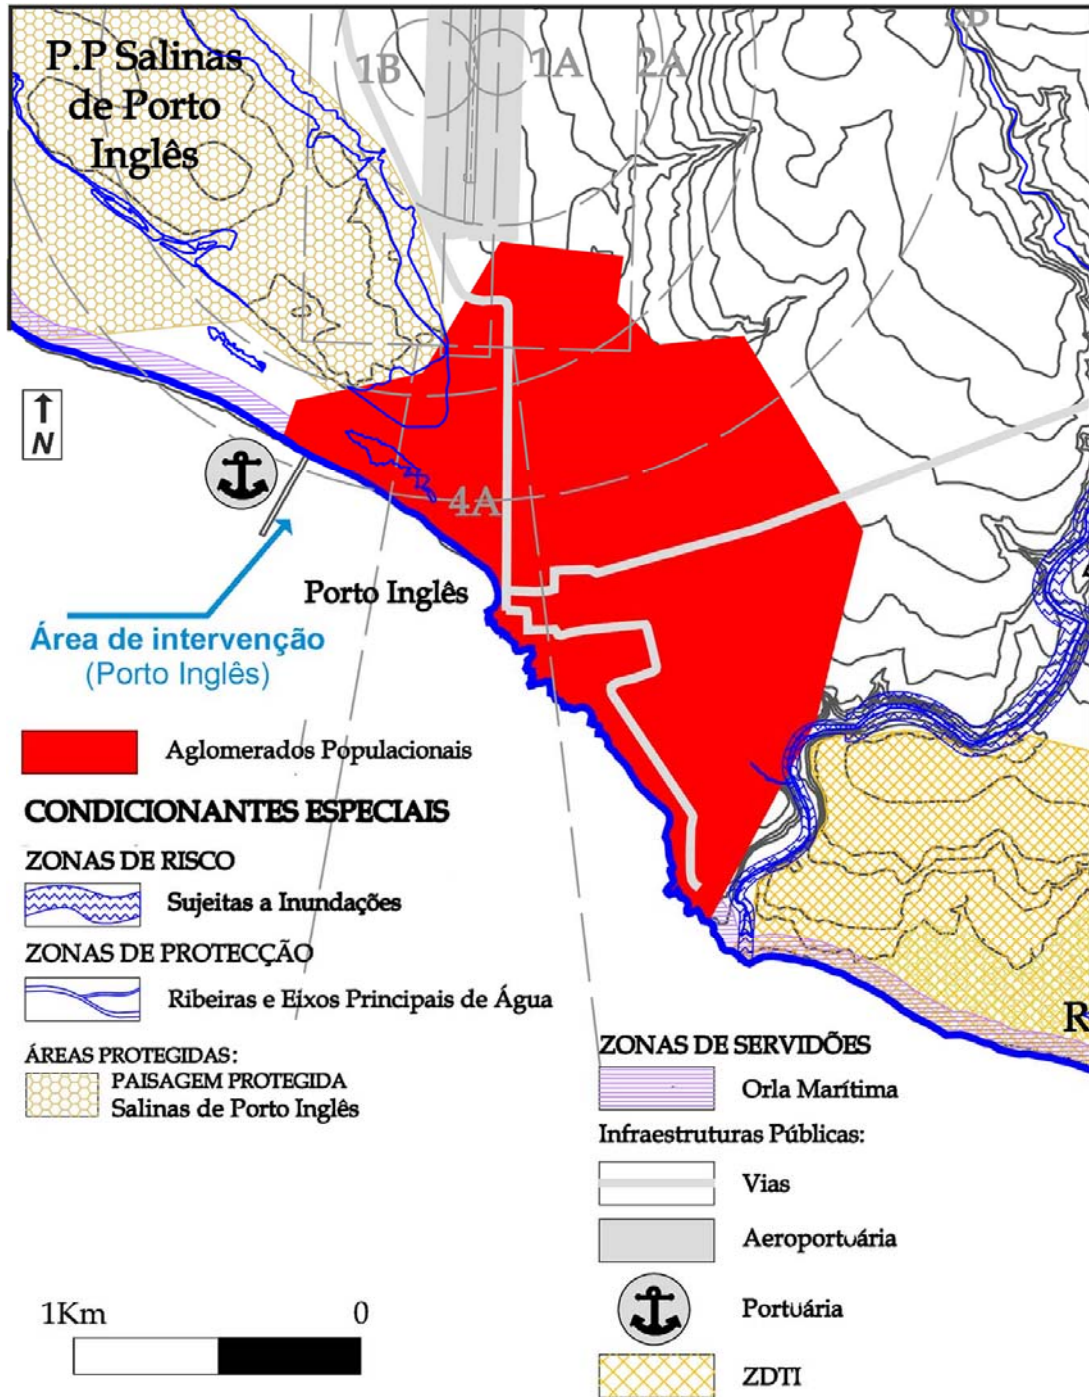 P.P Salinas
de Porto
Inglês
1B
1A
2A
N
4A
Porto Inglês
Área de intervenção
(Porto Inglês)
Aglomerados Populacionais
CONDICIONANTES ESPECIAIS
ZONAS DE RISCO
Sujeitas a Inundações
ZONAS DE PROTECÇÃO
Ribeiras e Eixos Principais de Água
ÁREAS PROTEGIDAS:
PAISAGEM PROTEGIDA
Salinas de Porto Inglês
R
ZONAS DE SERVIDÕES
Orla Marítima
Infraestruturas Públicas:
Vias
Aeroportuária
Portuária
ZDTI
1Km
0